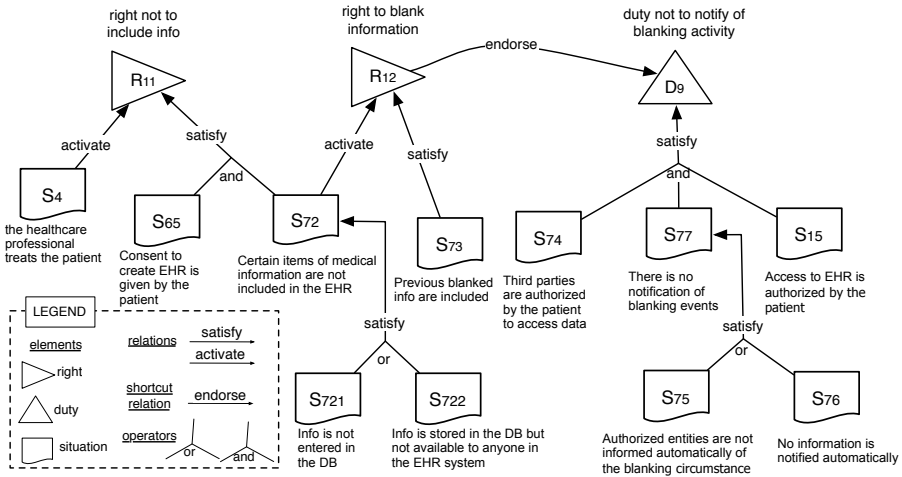 right not to
include info
right to blank
information
duty not to notify of
blanking activity
R11
R12
D9
endorse
activate
satisfy
and
activate
satisfy
satisfy
and
S4
the healthcare
professional
treats the patient
S65
Consent to
create EHR is
given by the
patient
S72
Certain items of medical
information are not
included in the EHR
S73
Previous blanked
info are included
S74
Third parties
are authorized
by the patient
to access data
S77
There is no
notification of
blanking events
S15
Access to EHR is
authorized by the
patient
satisfy
or
S721
Info is not
entered in
the DB
S722
Info is stored in the DB but
not available to anyone in
the EHR system
satisfy
or
S75
Authorized entities are not
informed automatically of
the blanking circumstance
S76
No information is
notified automatically
LEGEND
elements
right
duty
situation
relations
satisfy
activate
shortcut
relation
endorse
operators
or
and